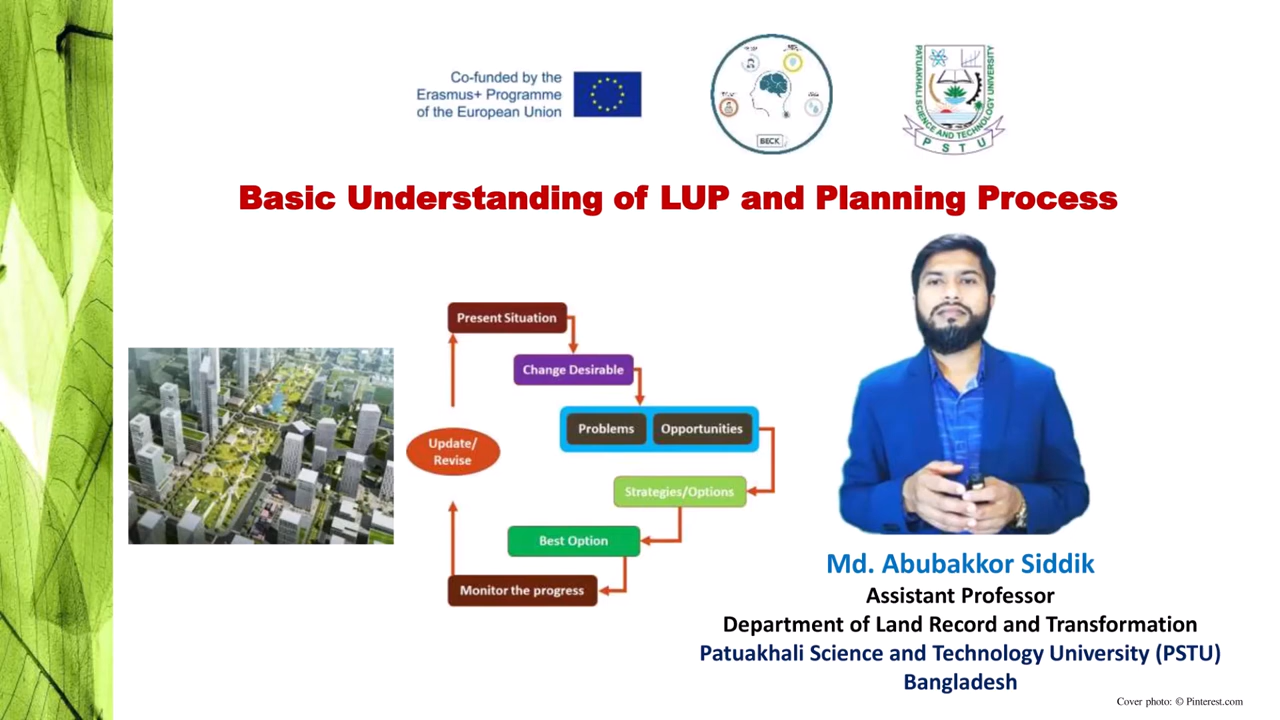 Co-funded by the
Erasmus+ Programme
of the European Union
BECK
PATUAKHALI SCIENCE AND TECHNOLOGY UNIVERSITY
P S T U
Basic Understanding of LUP and Planning Process
Present Situation
Change Desirable
Problems
Opportunities
Update/
Revise
Strategies/Options
Best Option
Monitor the progress
Md. Abubakkor Siddik
Assistant Professor
Department of Land Record and Transformation
Patuakhali Science and Technology University (PSTU)
Bangladesh
Cover photo: © Pinterest.com